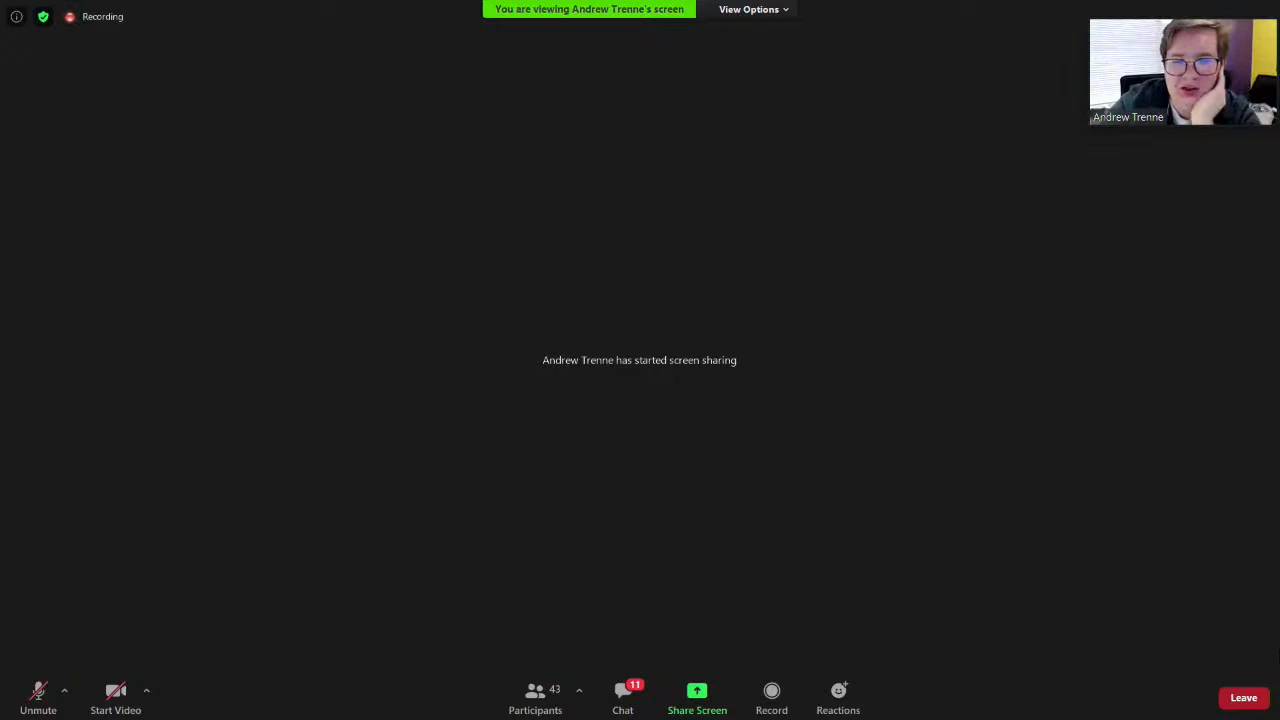 Recording
You are viewing Andrew Trenne's screen
View Options
Andrew Trenne
Andrew Trenne has started screen sharing
Unmute
Start Video
Participants
43
Chat
11
Share Screen
Record
Reactions
Leave